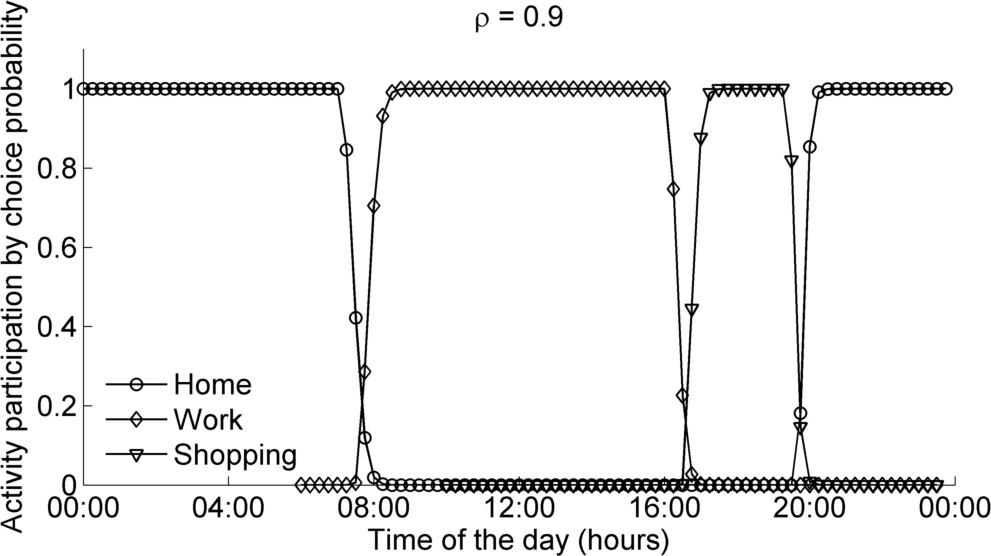 ρ = 0.9
Activity participation by choice probability
1
0.8
0.6
0.4
0.2
0
Home
Work
Shopping
00:00 04:00 08:00 12:00 16:00 20:00 00:00
Time of the day (hours)